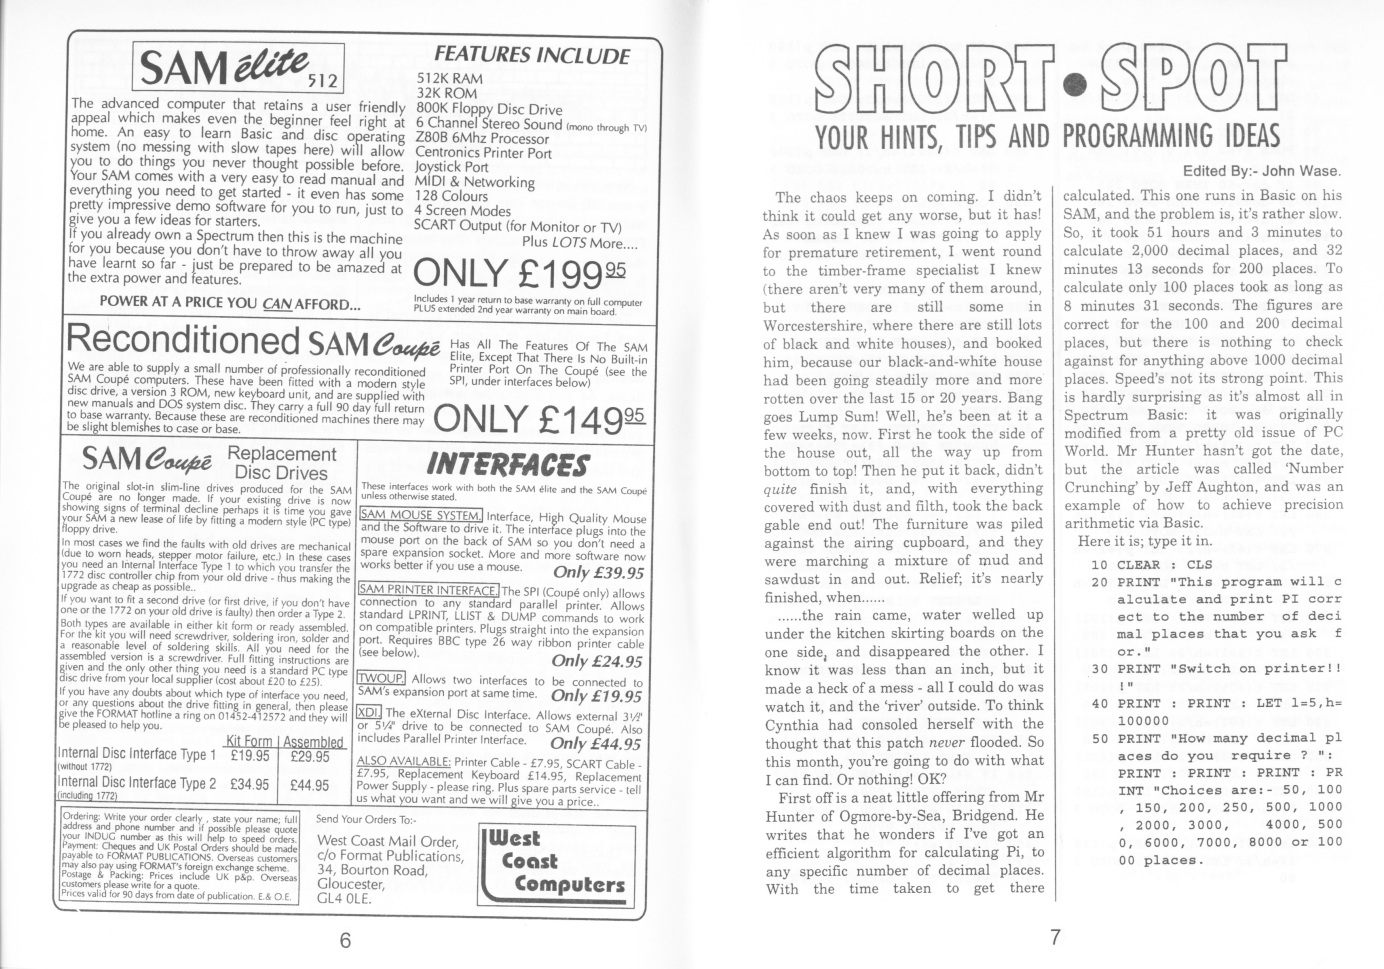 SAM élite 512
The advanced computer that retains a user friendly
appeal which makes even the beginner feel right at
home. An easy to learn Basic and disc operating
system (no messing with slow tapes here) will allow
you to do things you never thought possible before.
Your SAM comes with a very easy to read manual and
everything you need to get started - it even has some
pretty impressive demo software for you to run, just to
give you a few ideas for starters.
If you already own a Spectrum then this is the machine
for you because you don't have to throw away all you
have learnt so far - just be prepared to be amazed at
the extra power and features.
POWER AT A PRICE YOU CAN AFFORD...
FEATURES INCLUDE
512K RAM
32K ROM
800K Floppy Disc Drive
6 Channel Stereo Sound (mono through TV)
Z80B 6Mhz Processor
Centronics Printer Port
Joystick Port
MIDI & Networking
128 Colours
4 Screen Modes
SCART Output (for Monitor or TV)
Plus LOTS More....
ONLY £199.95
Includes 1 year return to base warranty on full computer
PLUS extended 2nd year warranty on main board.
Reconditioned SAM Coupé
We are able to supply a small number of professionally reconditioned
SAM Coupé computers. These have been fitted with a modern style
disc drive, a version 3 ROM, new keyboard unit, and are supplied with
new manuals and DOS system disc. They carry a full 90 day full return
to base warranty. Because these are reconditioned machines there may
be slight blemishes to case or base.
Has All The Features Of The SAM
Elite, Except That There Is No Built-in
Printer Port On The Coupé (see the
SPI, under interfaces below)
ONLY £149.95
SAM Coupé Replacement
Disc Drives
The original slot-in slim-line drives produced for the SAM
Coupé are no longer made. If your existing drive is now
showing signs of terminal decline perhaps it is time you gave
your SAM a new lease of life by fitting a modern style (PC type)
floppy drive.
In most cases we find the faults with old drives are mechanical
(due to worn heads, stepper motor failure, etc.) In these cases
you need an Internal Interface Type 1 to which you transfer the
1772 disc controller chip from your old drive - thus making the
upgrade as cheap as possible..
If you want to fit a second drive (or first drive, if you don't have
one or the 1772 on your old drive is faulty) then order a Type 2.
Both types are available in either kit form or ready assembled.
For the kit you will need screwdriver, soldering iron, solder and
a reasonable level of soldering skills. All you need for the
assembled version is a screwdriver. Full fitting instructions are
given and the only other thing you need is a standard PC type
disc drive from your local supplier (cost about £20 to £25).
If you have any doubts about which type of interface you need,
or any questions about the drive fitting in general, then please
give the FORMAT hotline a ring on 01452-412572 and they will
be pleased to help you.
Kit Form Assembled
Internal Disc Interface Type 1 £19.95 £29.95
(without 1772)
Internal Disc Interface Type 2 £34.95 £44.95
(including 1772)
INTERFACES
These interfaces work with both the SAM élite and the SAM Coupé
unless otherwise stated.
SAM MOUSE SYSTEM. Interface, High Quality Mouse
and the Software to drive it. The interface plugs into the
mouse port on the back of SAM so you don't need a
spare expansion socket. More and more software now
works better if you use a mouse. Only £39.95
SAM PRINTER INTERFACE. The SPI (Coupé only) allows
connection to any standard parallel printer. Allows
standard LPRINT, LLIST & DUMP commands to work
on compatible printers. Plugs straight into the expansion
port. Requires BBC type 26 way ribbon printer cable
(see below). Only £24.95
TWOUP. Allows two interfaces to be connected to
SAM's expansion port at same time. Only £19.95
XDI. The eXternal Disc Interface. Allows external 3½"
or 5¼" drive to be connected to SAM Coupé. Also
includes Parallel Printer Interface. Only £44.95
ALSO AVAILABLE: Printer Cable - £7.95, SCART Cable -
£7.95, Replacement Keyboard £14.95, Replacement
Power Supply - please ring. Plus spare parts service - tell
us what you want and we will give you a price..
Ordering: Write your order clearly , state your name; full
address and phone number and if possible please quote
your INDUG number as this will help to speed orders.
Payment: Cheques and UK Postal Orders should be made
payable to FORMAT PUBLICATIONS. Overseas customers
may also pay using FORMAT's foreign exchange scheme.
Postage & Packing: Prices include UK p&p. Overseas
customers please write for a quote.
Prices valid for 90 days from date of publication. E.& O.E.
Send Your Orders To:-
West Coast Mail Order,
c/o Format Publications,
34, Bourton Road,
Gloucester,
GL4 0LE.
West
Coast
Computers
6
SHORT•SPOT
YOUR HINTS, TIPS AND PROGRAMMING IDEAS
Edited By:- John Wase.
The chaos keeps on coming. I didn't
think it could get any worse, but it has!
As soon as I knew I was going to apply
for premature retirement, I went round
to the timber-frame specialist I knew
(there aren't very many of them around,
but there are still some in
Worcestershire, where there are still lots
of black and white houses), and booked
him, because our black-and-white house
had been going steadily more and more
rotten over the last 15 or 20 years. Bang
goes Lump Sum! Well, he's been at it a
few weeks, now. First he took the side of
the house out, all the way up from
bottom to top! Then he put it back, didn't
quite finish it, and, with everything
covered with dust and filth, took the back
gable end out! The furniture was piled
against the airing cupboard, and they
were marching a mixture of mud and
sawdust in and out. Relief; it's nearly
finished, when......
......the rain came, water welled up
under the kitchen skirting boards on the
one side, and disappeared the other. I
know it was less than an inch, but it
made a heck of a mess - all I could do was
watch it, and the 'river' outside. To think
Cynthia had consoled herself with the
thought that this patch never flooded. So
this month, you're going to do with what
I can find. Or nothing! OK?
First off is a neat little offering from Mr
Hunter of Ogmore-by-Sea, Bridgend. He
writes that he wonders if I've got an
efficient algorithm for calculating Pi, to
any specific number of decimal places.
With the time taken to get there
calculated. This one runs in Basic on his
SAM, and the problem is, it's rather slow.
So, it took 51 hours and 3 minutes to
calculate 2,000 decimal places, and 32
minutes 13 seconds for 200 places. To
calculate only 100 places took as long as
8 minutes 31 seconds. The figures are
correct for the 100 and 200 decimal
places, but there is nothing to check
against for anything above 1000 decimal
places. Speed's not its strong point. This
is hardly surprising as it's almost all in
Spectrum Basic: it was originally
modified from a pretty old issue of PC
World. Mr Hunter hasn't got the date,
but the article was called 'Number
Crunching' by Jeff Aughton, and was an
example of how to achieve precision
arithmetic via Basic.
Here it is; type it in.
10 CLEAR : CLS
20 PRINT "This program will c
alculate and print PI corr
ect to the number of deci
mal places that you ask f
or."
30 PRINT "Switch on printer!!
!"
40 PRINT : PRINT : LET l=5,h=
100000
50 PRINT "How many decimal pl
aces do you require ? ":
PRINT : PRINT : PRINT : PR
INT "Choices are:- 50, 100
, 150, 200, 250, 500, 1000
, 2000, 3000, 4000, 500
0, 6000, 7000, 8000 or 100
00 places.
7